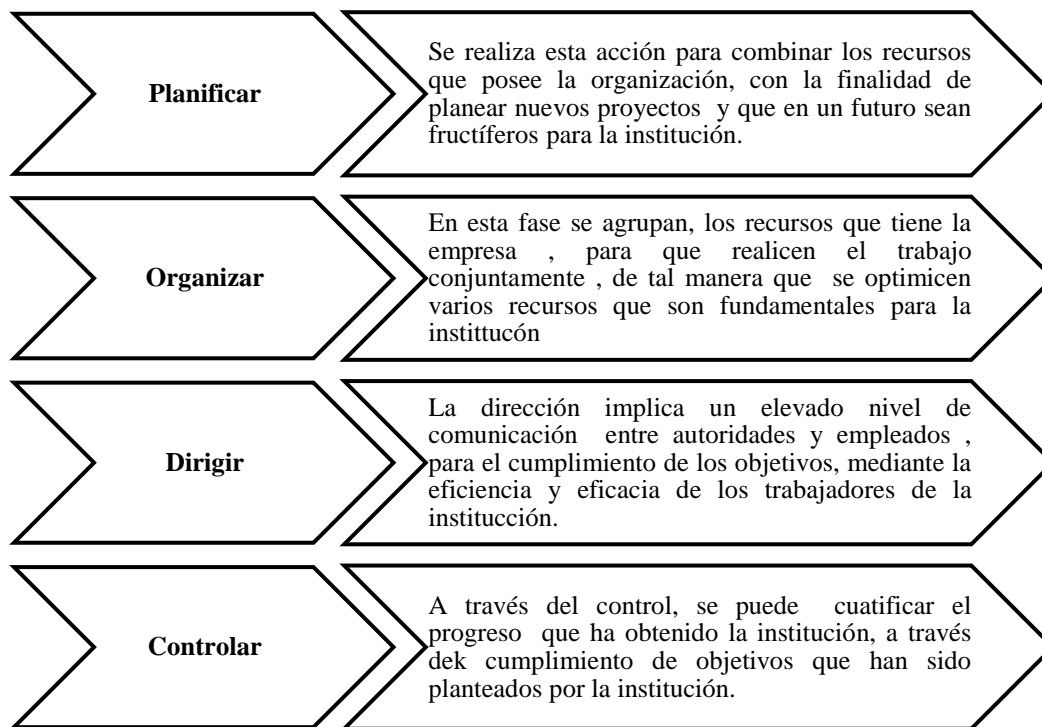 Planificar
Se realiza esta acción para combinar los recursos
que posee la organización, con la finalidad de
planear nuevos proyectos y que en un futuro sean
fructíferos para la institución.
Organizar
En esta fase se agrupan, los recursos que tiene la
empresa , para que realicen el trabajo
conjuntamente , de tal manera que se optimicen
varios recursos que son fundamentales para la
instittucón
Dirigir
La dirección implica un elevado nivel de
comunicación entre autoridades y empleados ,
para el cumplimiento de los objetivos, mediante la
eficiencia y eficacia de los trabajadores de la
institucción.
Controlar
A través del control, se puede cuatificar el
progreso que ha obtenido la institución, a través
dek cumplimiento de objetivos que han sido
planteados por la institución.